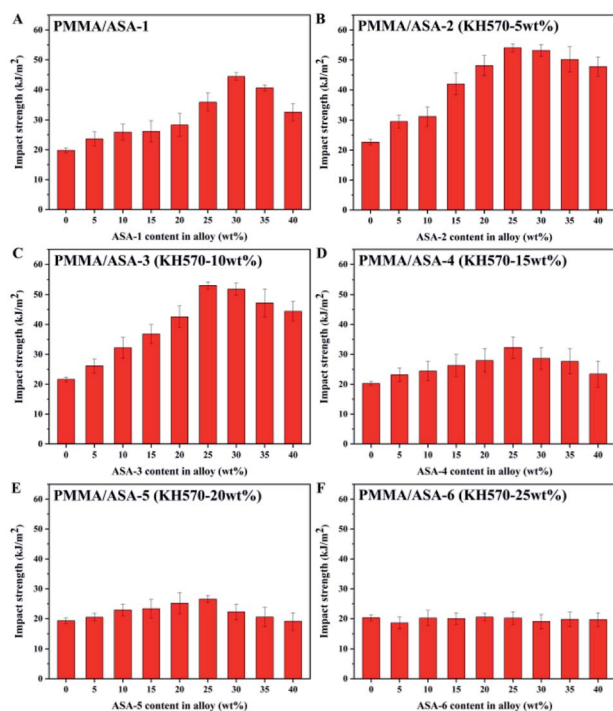 A
PMMA/ASA-1
Impact strength (kJ/m²)
60
50
40
30
20
10
0
0 5 10 15 20 25 30 35 40
ASA-1 content in alloy (wt%)
B
PMMA/ASA-2 (KH570-5wt%)
Impact strength (kJ/m²)
60
50
40
30
20
10
0
0 5 10 15 20 25 30 35 40
ASA-2 content in alloy (wt%)
C
PMMA/ASA-3 (KH570-10wt%)
Impact strength (kJ/m²)
60
50
40
30
20
10
0
0 5 10 15 20 25 30 35 40
ASA-3 content in alloy (wt%)
D
PMMA/ASA-4 (KH570-15wt%)
Impact strength (kJ/m²)
60
50
40
30
20
10
0
0 5 10 15 20 25 30 35 40
ASA-4 content in alloy (wt%)
E
PMMA/ASA-5 (KH570-20wt%)
Impact strength (kJ/m²)
60
50
40
30
20
10
0
0 5 10 15 20 25 30 35 40
ASA-5 content in alloy (wt%)
F
PMMA/ASA-6 (KH570-25wt%)
Impact strength (kJ/m²)
60
50
40
30
20
10
0
0 5 10 15 20 25 30 35 40
ASA-6 content in alloy (wt%)